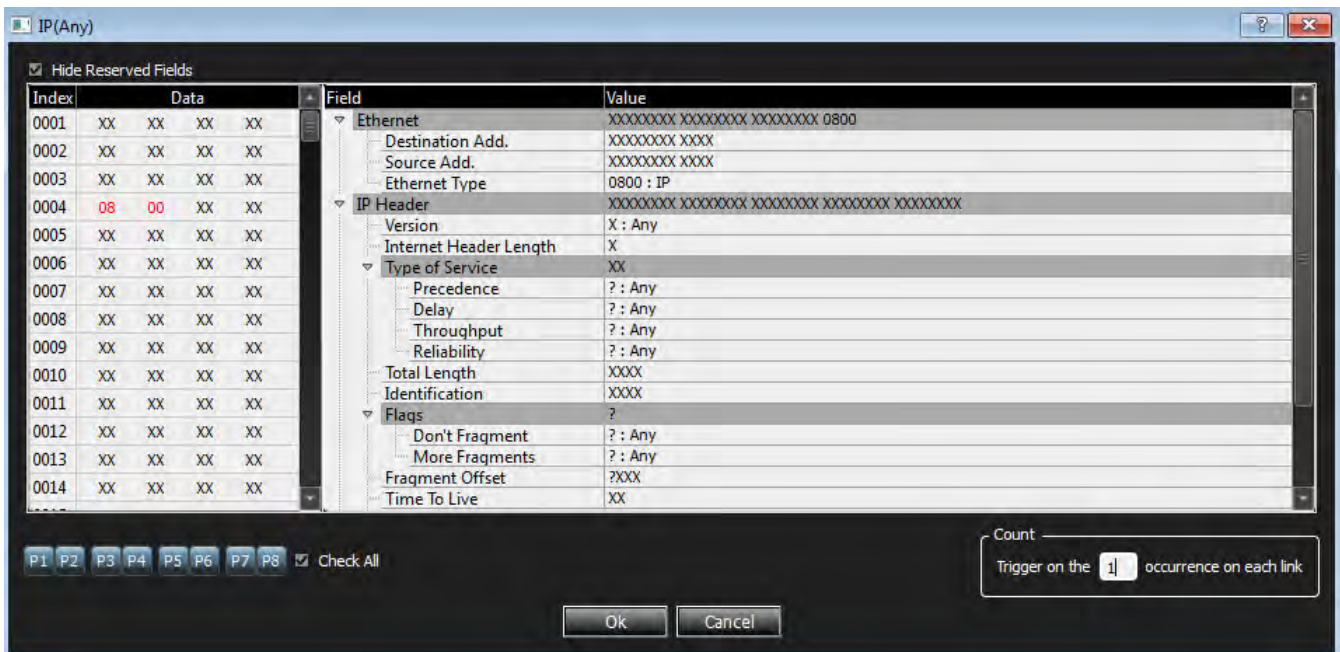 IP(Any)
Hide Reserved Fields
Index Data Field Value
0001 XX XX XX XX Ethernet XXXXXXXX XXXXXXXX XXXXXXXX 0800
Destination Add. XXXXXXXX XXXX
0002 XX XX XX XX
Source Add. XXXXXXXX XXXX
0003 XX XX XX XX Ethernet Type 0800 : IP
0004 08 00 XX XX IP Header XXXXXXXX XXXXXXXX XXXXXXXX XXXXXXXX XXXXXXXX
Version X : Any
0005 XX XX XX XX
Internet Header Length X
0006 XX XX XX XX Type of Service XX
0007 XX XX XX XX Precedence ? : Any
Delay ? : Any
0008 XX XX XX XX
Throughput ? : Any
0009 XX XX XX XX Reliability ? : Any
0010 XX XX XX XX Total Length XXXX
Identification XXXX
0011 XX XX XX XX
Flags ?
0012 XX XX XX XX Don't Fragment ? : Any
0013 XX XX XX XX More Fragments ? : Any
Fragment Offset ?XXX
0014 XX XX XX XX
Time To Live XX
Count
P1 P2 P3 P4 P5 P6 P7 P8 Check All
Trigger on the 1 occurrence on each link
Ok Cancel